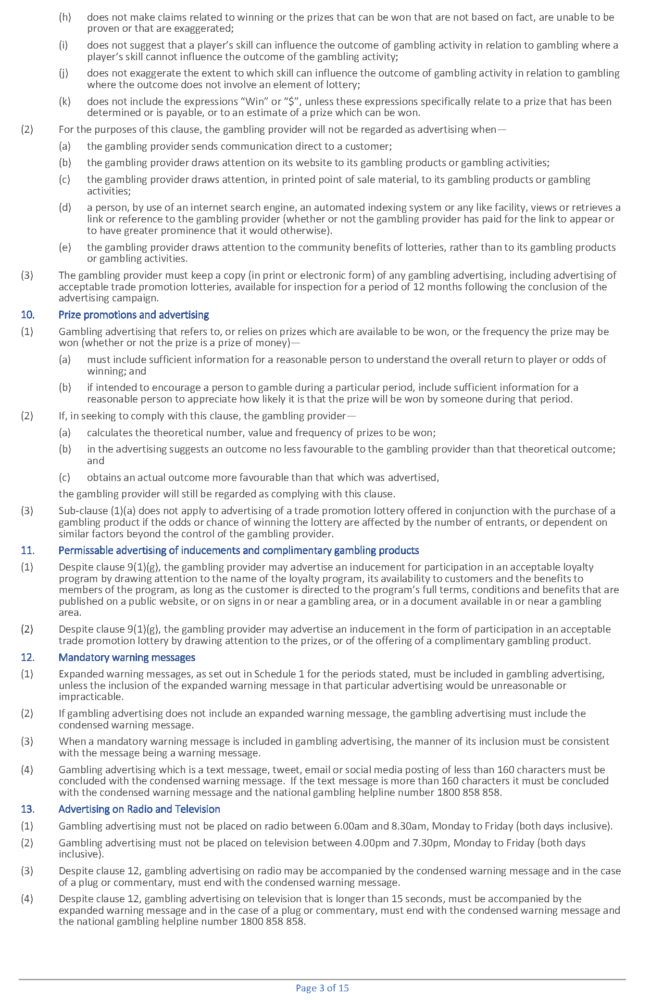 (h) does not make claims related to winning or the prizes that can be won that are not based on fact, are unable to be
proven or that are exaggerated;
(i) does not suggest that a player’s skill can influence the outcome of gambling activity in relation to gambling where a
player’s skill cannot influence the outcome of the gambling activity;
(j) does not exaggerate the extent to which skill can influence the outcome of gambling activity in relation to gambling
where the outcome does not involve an element of lottery;
(k) does not include the expressions “Win” or “$”, unless these expressions specifically relate to a prize that has been
determined or is payable, or to an estimate of a prize which can be won.
(2) For the purposes of this clause, the gambling provider will not be regarded as advertising when—
(a) the gambling provider sends communication direct to a customer;
(b) the gambling provider draws attention on its website to its gambling products or gambling activities;
(c) the gambling provider draws attention, in printed point of sale material, to its gambling products or gambling
activities;
(d) a person, by use of an internet search engine, an automated indexing system or any like facility, views or retrieves a
link or reference to the gambling provider (whether or not the gambling provider has paid for the link to appear or
to have greater prominence that it would otherwise).
(e) the gambling provider draws attention to the community benefits of lotteries, rather than to its gambling products
or gambling activities.
(3) The gambling provider must keep a copy (in print or electronic form) of any gambling advertising, including advertising of
acceptable trade promotion lotteries, available for inspection for a period of 12 months following the conclusion of the
advertising campaign.
10. Prize promotions and advertising
(1) Gambling advertising that refers to, or relies on prizes which are available to be won, or the frequency the prize may be
won (whether or not the prize is a prize of money)—
(a) must include sufficient information for a reasonable person to understand the overall return to player or odds of
winning; and
(b) if intended to encourage a person to gamble during a particular period, include sufficient information for a
reasonable person to appreciate how likely it is that the prize will be won by someone during that period.
(2) If, in seeking to comply with this clause, the gambling provider—
(a) calculates the theoretical number, value and frequency of prizes to be won;
(b) in the advertising suggests an outcome no less favourable to the gambling provider than that theoretical outcome;
and
(c) obtains an actual outcome more favourable than that which was advertised,
the gambling provider will still be regarded as complying with this clause.
(3) Sub-clause (1)(a) does not apply to advertising of a trade promotion lottery offered in conjunction with the purchase of a
gambling product if the odds or chance of winning the lottery are affected by the number of entrants, or dependent on
similar factors beyond the control of the gambling provider.
11. Permissable advertising of inducements and complimentary gambling products
(1) Despite clause 9(1)(g), the gambling provider may advertise an inducement for participation in an acceptable loyalty
program by drawing attention to the name of the loyalty program, its availability to customers and the benefits to
members of the program, as long as the customer is directed to the program’s full terms, conditions and benefits that are
published on a public website, or on signs in or near a gambling area, or in a document available in or near a gambling
area.
(2) Despite clause 9(1)(g), the gambling provider may advertise an inducement in the form of participation in an acceptable
trade promotion lottery by drawing attention to the prizes, or of the offering of a complimentary gambling product.
12. Mandatory warning messages
(1) Expanded warning messages, as set out in Schedule 1 for the periods stated, must be included in gambling advertising,
unless the inclusion of the expanded warning message in that particular advertising would be unreasonable or
impracticable.
(2) If gambling advertising does not include an expanded warning message, the gambling advertising must include the
condensed warning message.
(3) When a mandatory warning message is included in gambling advertising, the manner of its inclusion must be consistent
with the message being a warning message.
(4) Gambling advertising which is a text message, tweet, email or social media posting of less than 160 characters must be
concluded with the condensed warning message.  If the text message is more than 160 characters it must be concluded
with the condensed warning message and the national gambling helpline number 1800 858 858.
13. Advertising on Radio and Television
(1) Gambling advertising must not be placed on radio between 6.00am and 8.30am, Monday to Friday (both days inclusive).
(2) Gambling advertising must not be placed on television between 4.00pm and 7.30pm, Monday to Friday (both days
inclusive).
(3) Despite clause 12, gambling advertising on radio may be accompanied by the condensed warning message and in the case
of a plug or commentary, must end with the condensed warning message.
(4) Despite clause 12, gambling advertising on television that is longer than 15 seconds, must be accompanied by the
expanded warning message and in the case of a plug or commentary, must end with the condensed warning message and
the national gambling helpline number 1800 858 858.
Page 3 of 15